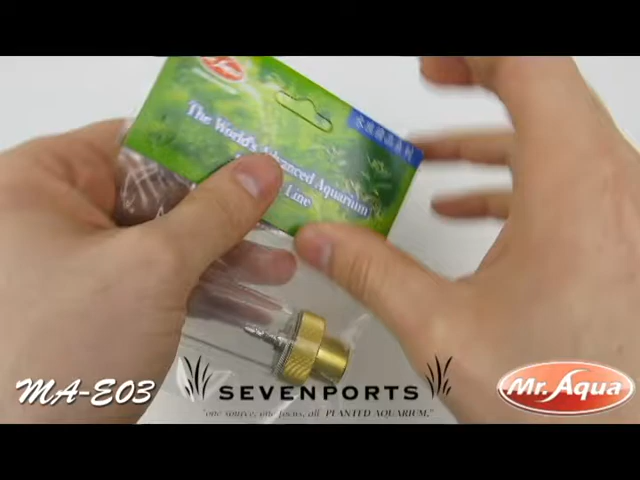 The World's Advanced Aquarium
Line
MA-E03
SEVENPORTS
"one source, one focus, all PLANTED AQUARIUM."
Mr. Aqua